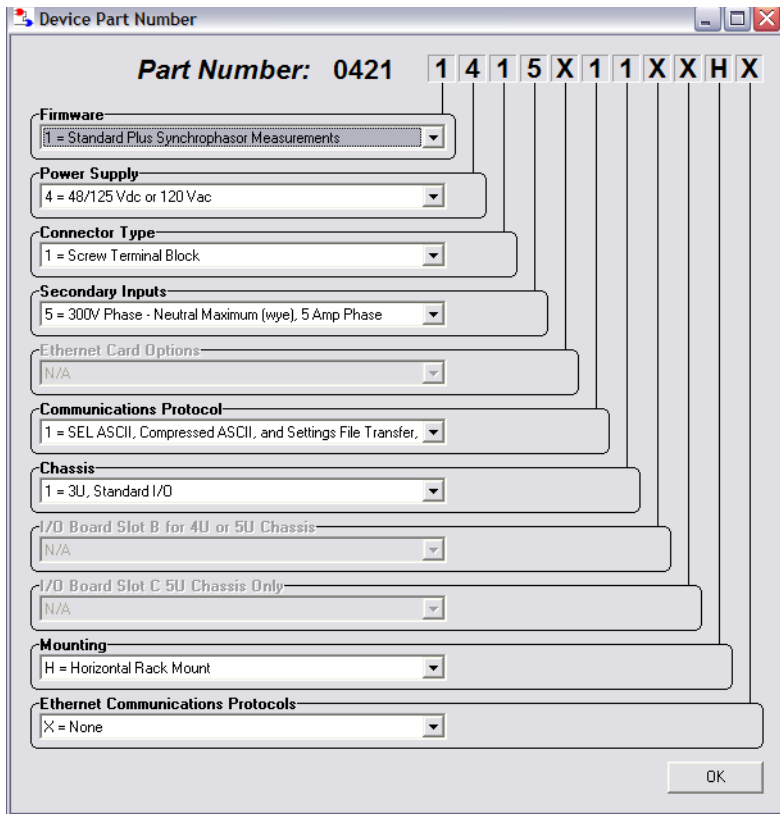 Device Part Number
Part Number: 0421 1 4 1 5 X 1 1 X X H X
Firmware
1 = Standard Plus Synchrophasor Measurements
Power Supply
4 = 48/125 Vdc or 120 Vac
Connector Type
1 = Screw Terminal Block
Secondary Inputs
5 = 300V Phase - Neutral Maximum (wye), 5 Amp Phase
Ethernet Card Options
N/A
Communications Protocol
1 = SEL ASCII, Compressed ASCII, and Settings File Transfer,
Chassis
1 = 3U, Standard I/O
I/O Board Slot B for 4U or 5U Chassis
N/A
I/O Board Slot C 5U Chassis Only
N/A
Mounting
H = Horizontal Rack Mount
Ethernet Communications Protocols
X = None
OK